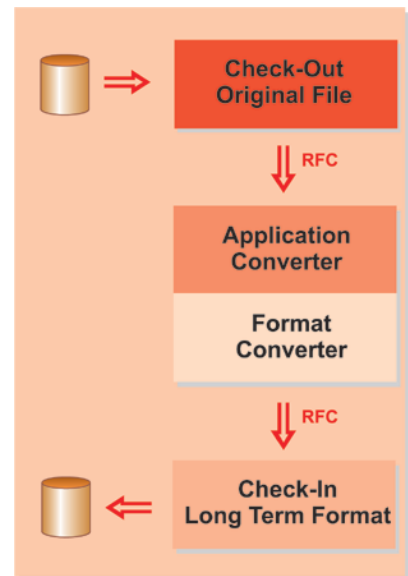 Check-Out
Original File
RFC
Application
Converter
Format
Converter
RFC
Check-In
Long Term Format